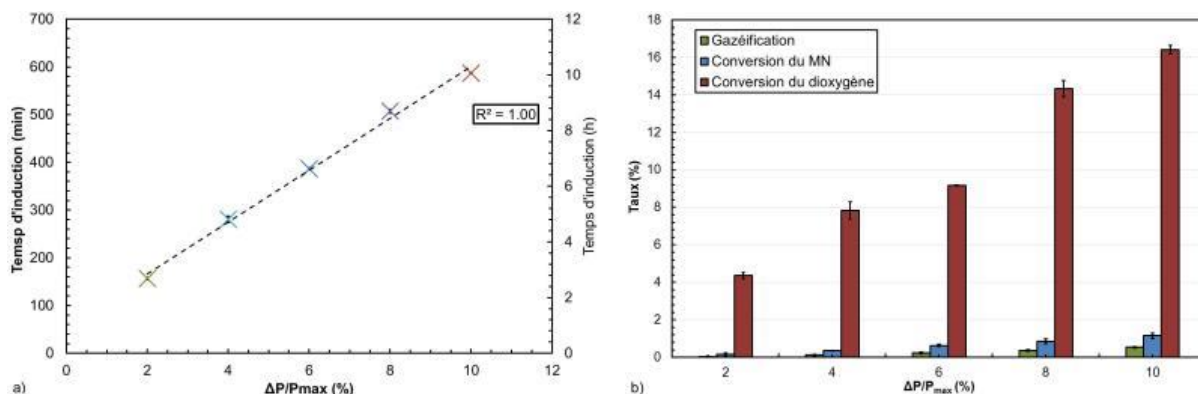 700
600
500
400
300
200
100
0
Temsp d'induction (min)
12
10
8
6
4
2
0
Temps d'induction (h)
R² = 1.00
0 2 4 6 8 10 12
ΔP/Pmax (%)
a)
18
16
14
12
10
8
6
4
2
0
Taux (%)
Gazéification
Conversion du MN
Conversion du dioxygène
2 4 6 8 10
ΔP/Pmax (%)
b)